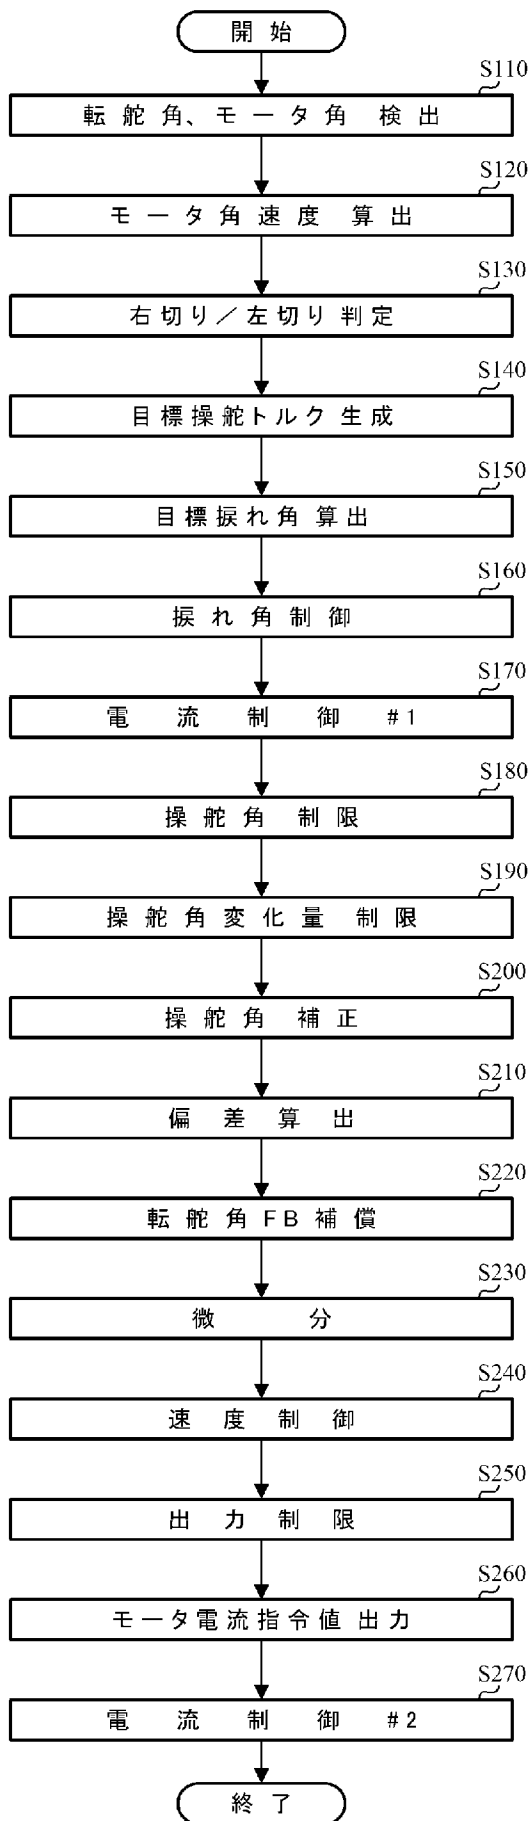 開始
S110
転舵角、モータ角 検出
S120
モータ角速度 算出
S130
右切り／左切り 判定
S140
目標操舵トルク 生成
S150
目標捩れ角 算出
S160
捩れ角制御
S170
電流制御 #1
S180
操舵角 制限
S190
操舵角変化量 制限
S200
操舵角 補正
S210
偏差算出
S220
転舵角FB補償
S230
微分
S240
速度制御
S250
出力制限
S260
モータ電流指令値 出力
S270
電流制御 #2
終了